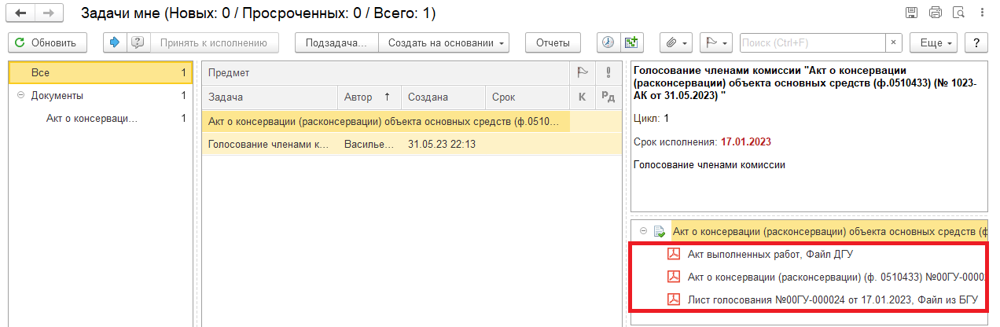 Задачи мне (Новых: 0 / Просроченных: 0 / Всего: 1)
Обновить
Принять к исполнению
Подзадача...
Создать на основании
Отчеты
Поиск (Ctrl+F)
×
Еще
?
Все 1
Документы 1
Акт о консерваци... 1
Предмет
Задача Автор ↑ Создана Срок К РД
Акт о консервации (расконсервации) объекта основных средств (ф.0510...
Голосование членами к... Василье... 31.05.23 22:13
Голосование членами комиссии "Акт о консервации
(расконсервации) объекта основных средств (ф.0510433) (№ 1023-
АК от 31.05.2023) "
Цикл: 1
Срок исполнения: 17.01.2023
Голосование членами комиссии
Акт о консервации (расконсервации) объекта основных средств (ф
Акт выполненных работ, Файл ДГУ
Акт о консервации (расконсервации) (ф. 0510433) №00ГУ-0000
Лист голосования №00ГУ-000024 от 17.01.2023, Файл из БГУ